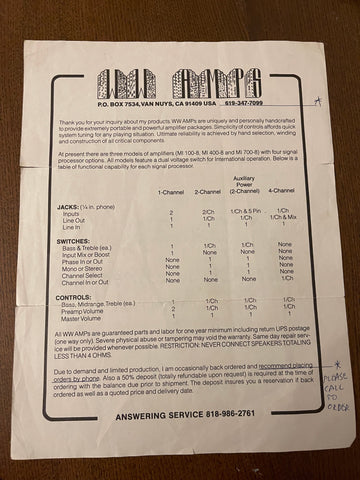 WW AMPS
P.O. BOX 7534, VAN NUYS, CA 91409 USA 619-347-7099
Thank you for your inquiry about my products. WW AMPs are uniquely and personally handcrafted
to provide extremely portable and powerful amplifier packages. Simplicity of controls affords quick
system tuning for any playing situation. Ultimate reliability is achieved by hand selection, winding
and construction of all critical components.
At present there are three models of amplifiers (MI 100-8, MI 400-8 and MI 700-8) with four signal
processor options. All models feature a dual voltage switch for international operation. Below is a
table of functional capability for each signal processor.
Auxiliary
Power
1-Channel 2-Channel (2-Channel) 4-Channel
JACKS: (¼ in. phone)
Inputs 2 2/Ch 1/Ch & 5 Pin 1/Ch
Line Out 1 1/Ch 1/Ch 1/Ch & Mix
Line In 1 1 1 1
SWITCHES:
Bass & Treble (ea.) 1 1/Ch 1/Ch None
Input Mix or Boost 1 None None None
Phase In or Out None 1 1 None
Mono or Stereo None 1 1 None
Channel Select None 1 1 None
Channel In or Out None None None 1/Ch
CONTROLS:
Bass, Midrange, Treble (ea.) 1 1/Ch 1/Ch 1/Ch
Preamp Volume 2 1/Ch 1/Ch 1/Ch
Master Volume 1 1 1 1
All WW AMPs are guaranteed parts and labor for one year minimum including return UPS postage
(one way only). Severe physical abuse or tampering may void the warranty. Same day repair serv-
ice will be provided whenever possible. RESTRICTION: NEVER CONNECT SPEAKERS TOTALING
LESS THAN 4 OHMS.
Due to demand and limited production, I am occasionally back ordered and recommend placing
orders by phone. Also a 50% deposit (totally refundable upon request) is required at the time of
ordering with the balance due prior to shipment. The deposit insures you a reservation if back
ordered as well as a quoted price and delivery date.
* PLEASE
CALL
TO
ORDER
ANSWERING SERVICE 818-986-2761